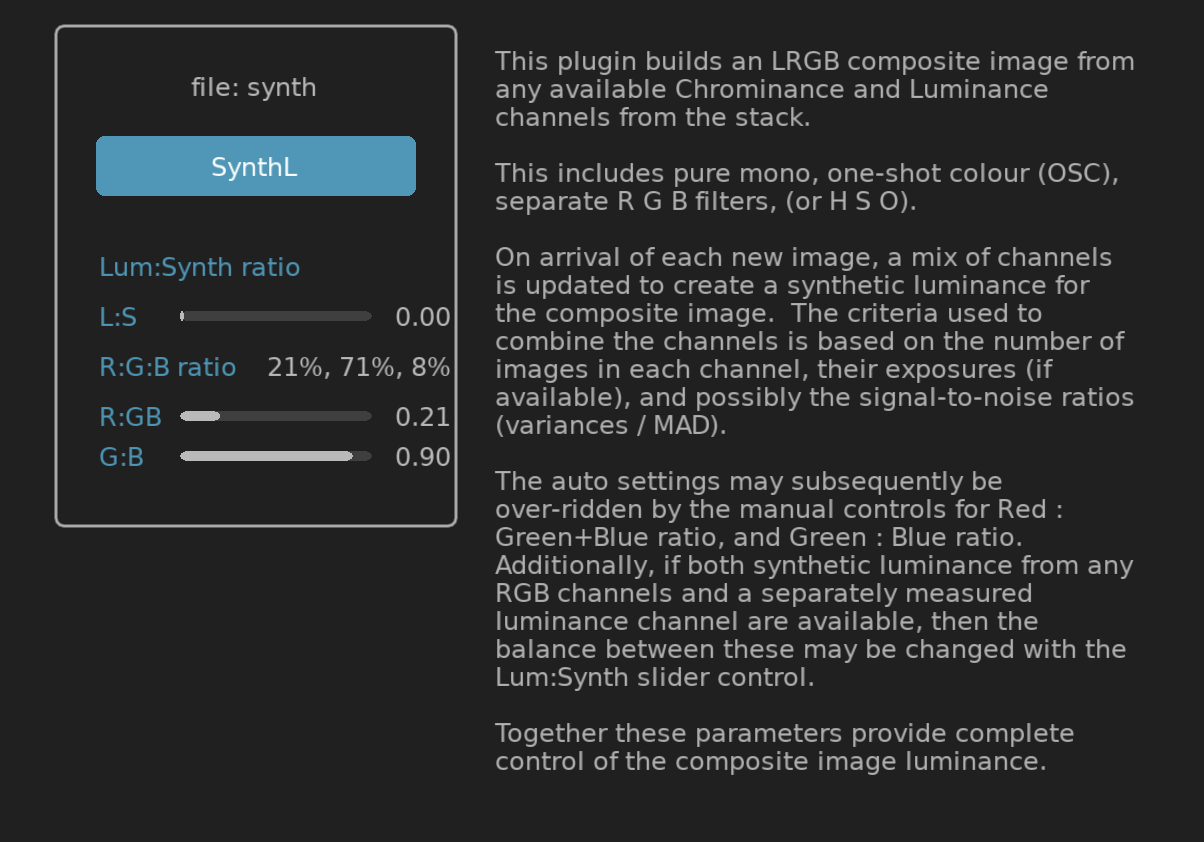 file: synth
SynthL
Lum:Synth ratio
L:S 0.00
R:G:B ratio 21%, 71%, 8%
R:GB 0.21
G:B 0.90
This plugin builds an LRGB composite image from
any available Chrominance and Luminance
channels from the stack.
This includes pure mono, one-shot colour (OSC),
separate R G B filters, (or H S O).
On arrival of each new image, a mix of channels
is updated to create a synthetic luminance for
the composite image.  The criteria used to
combine the channels is based on the number of
images in each channel, their exposures (if
available), and possibly the signal-to-noise ratios
(variances / MAD).
The auto settings may subsequently be
over-ridden by the manual controls for Red :
Green+Blue ratio, and Green : Blue ratio.
Additionally, if both synthetic luminance from any
RGB channels and a separately measured
luminance channel are available, then the
balance between these may be changed with the
Lum:Synth slider control.
Together these parameters provide complete
control of the composite image luminance.